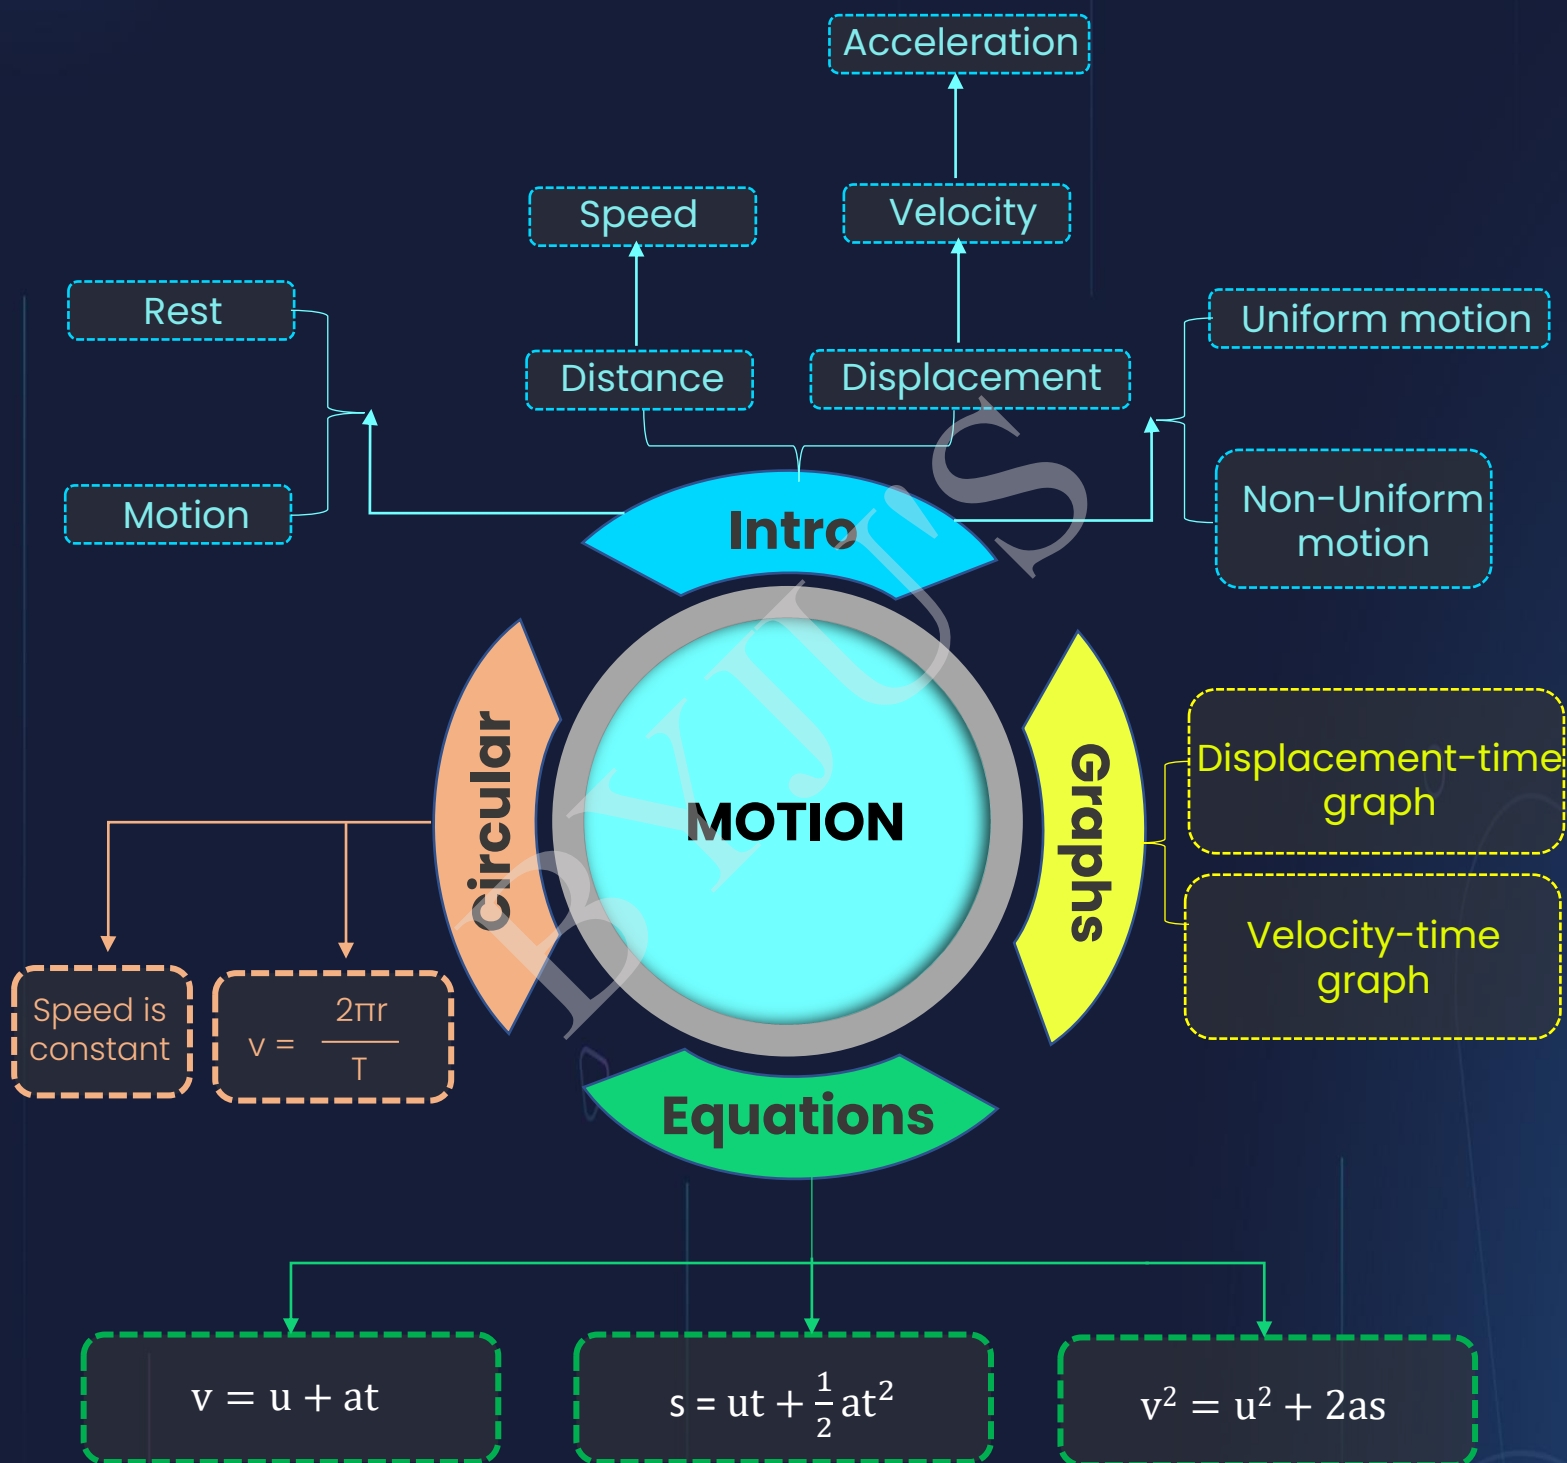 Acceleration
Speed
Velocity
Rest
Uniform motion
Distance
Displacement
Motion
Non-Uniform
motion
Intro
Circular
MOTION
Graphs
Displacement-time
graph
Velocity-time
graph
Speed is
constant
v = 2πr / T
Equations
v = u + at
s = ut + 1/2 at²
v² = u² + 2as
BYJU'S